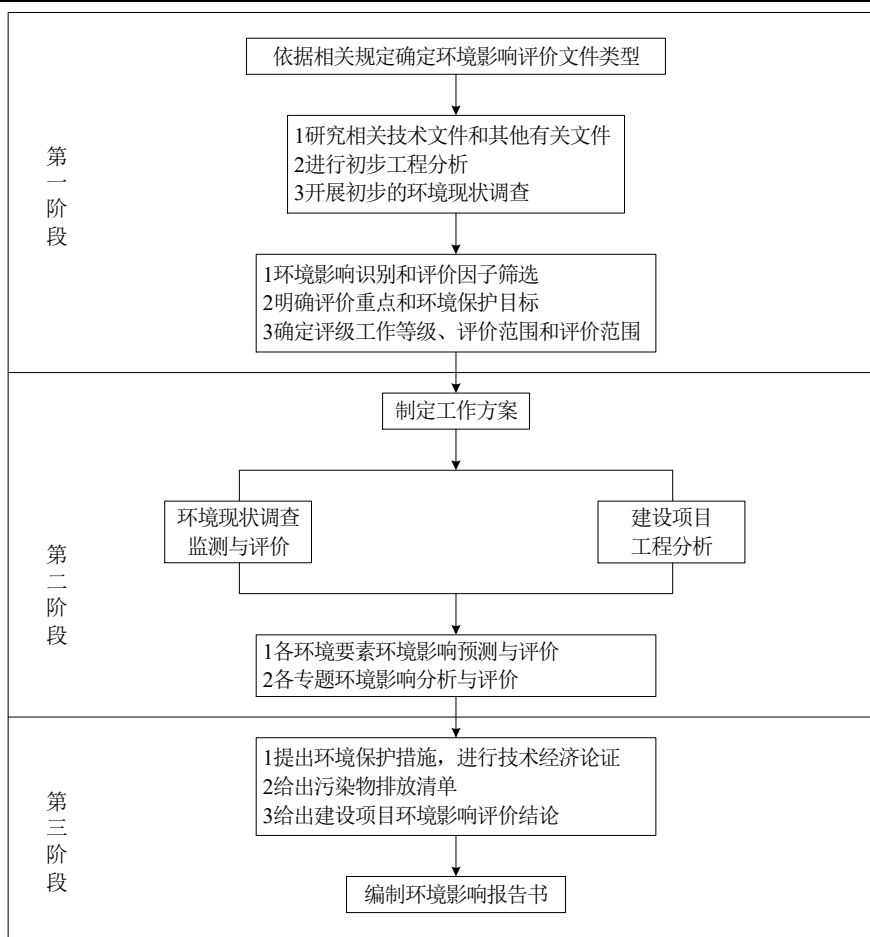 依据相关规定确定环境影响评价文件类型
第一阶段
1研究相关技术文件和其他有关文件
2进行初步工程分析
3开展初步的环境现状调查
1环境影响识别和评价因子筛选
2明确评价重点和环境保护目标
3确定评级工作等级、评价范围和评价范围
制定工作方案
第二阶段
环境现状调查
监测与评价
建设项目
工程分析
1各环境要素环境影响预测与评价
2各专题环境影响分析与评价
第三阶段
1提出环境保护措施，进行技术经济论证
2给出污染物排放清单
3给出建设项目环境影响评价结论
编制环境影响报告书